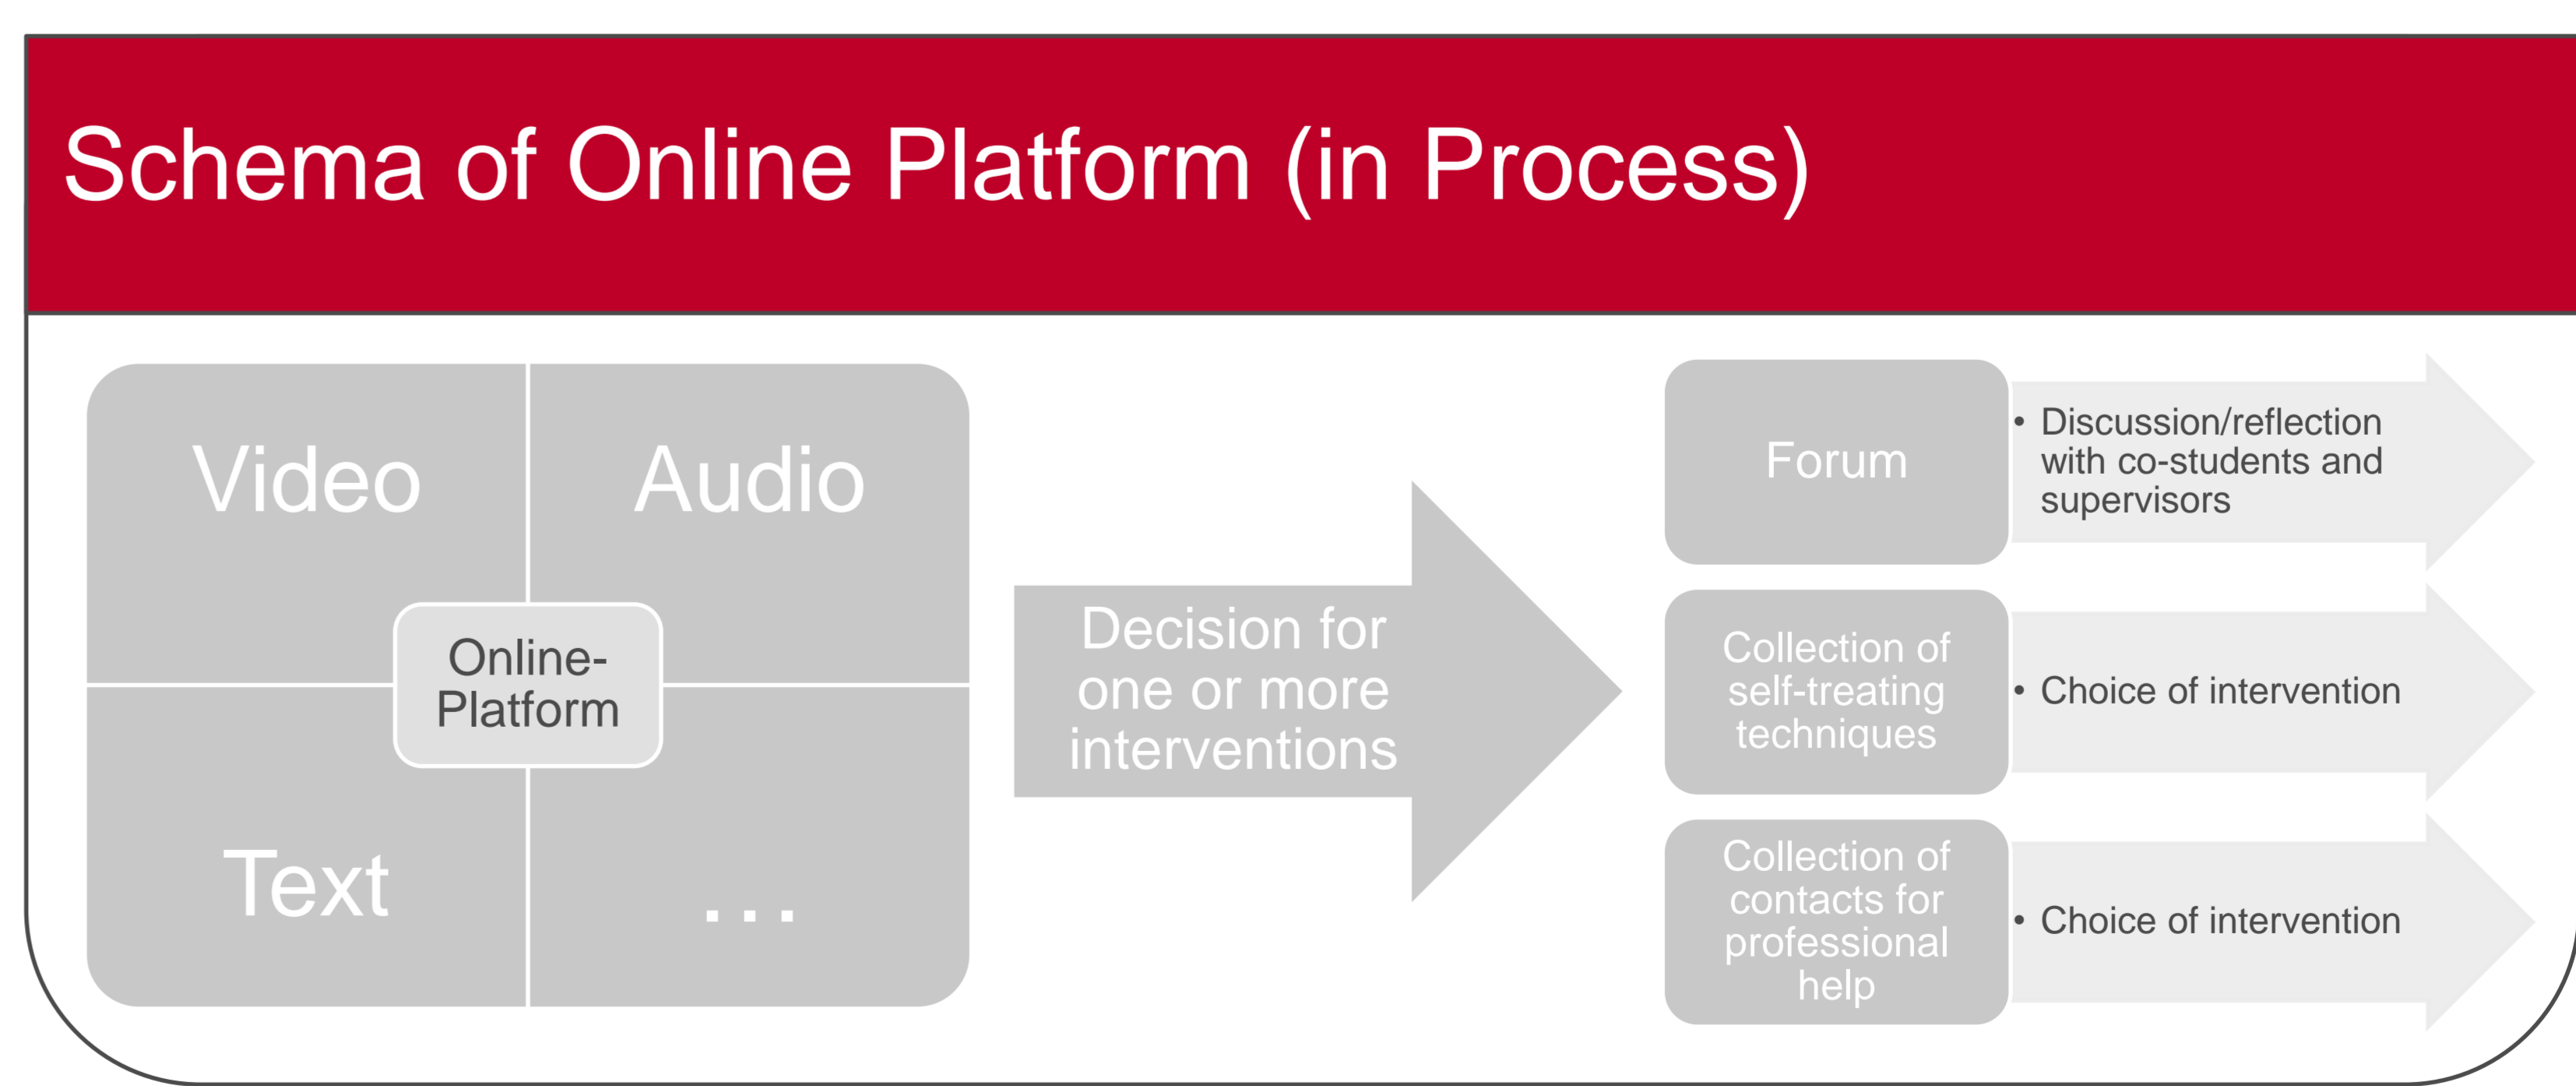 Schema of Online Platform (in Process)
Video
Audio
Online-
Platform
Text
…
Decision for
one or more
interventions
Forum
• Discussion/reflection
with co-students and
supervisors
Collection of
self-treating
techniques
• Choice of intervention
Collection of
contacts for
professional
help
• Choice of intervention